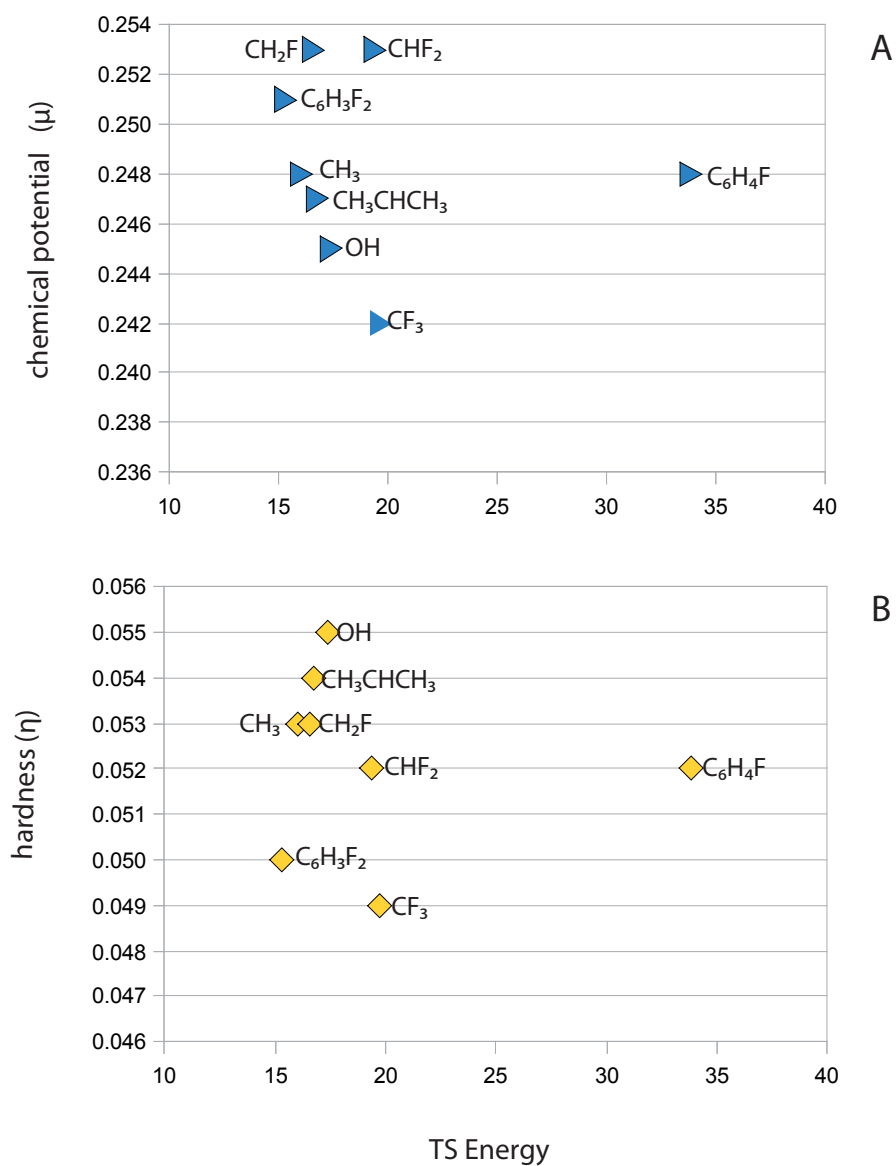 A
chemical potential (μ)
0.254
0.252
0.250
0.248
0.246
0.244
0.242
0.240
0.238
0.236
CH₂F
CHF₂
C₆H₃F₂
CH₃
C₆H₄F
CH₃CHCH₃
OH
CF₃
10 15 20 25 30 35 40
B
hardness (η)
0.056
0.055
0.054
0.053
0.052
0.051
0.050
0.049
0.048
0.047
0.046
OH
CH₃CHCH₃
CH₃ CH₂F
CHF₂
C₆H₄F
C₆H₃F₂
CF₃
10 15 20 25 30 35 40
TS Energy